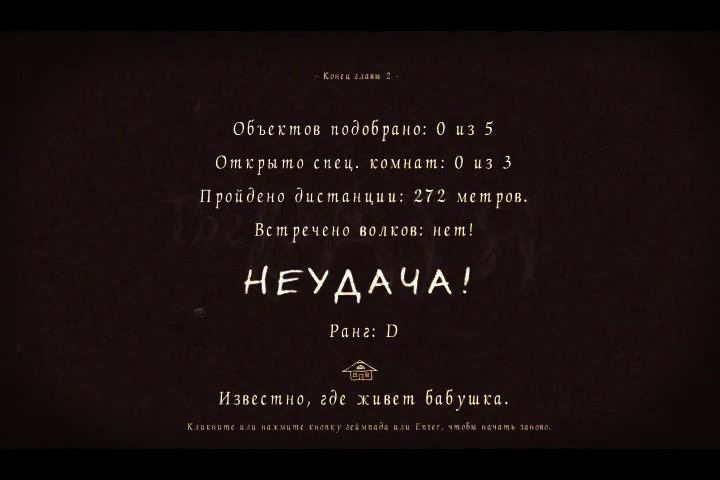 - Конец главы 2 -
Объектов подобрано: 0 из 5
Открыто спец. комнат: 0 из 3
Пройдено дистанции: 272 метров.
Встречено волков: нет!
НЕУДАЧА!
Ранг: D
Известно, где живет бабушка.
Кликните или нажмите кнопку геймпада или Enter, чтобы начать заново.